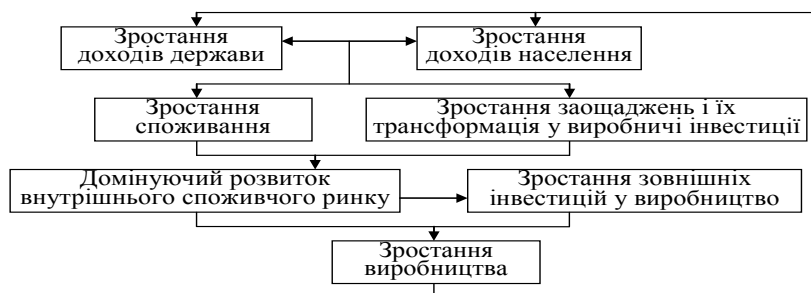 Зростання
доходів держави
Зростання
доходів населення
Зростання
споживання
Зростання заощаджень і їх
трансформація у виробничі інвестиції
Домінуючий розвиток
внутрішнього споживчого ринку
Зростання зовнішніх
інвестицій у виробництво
Зростання
виробництва